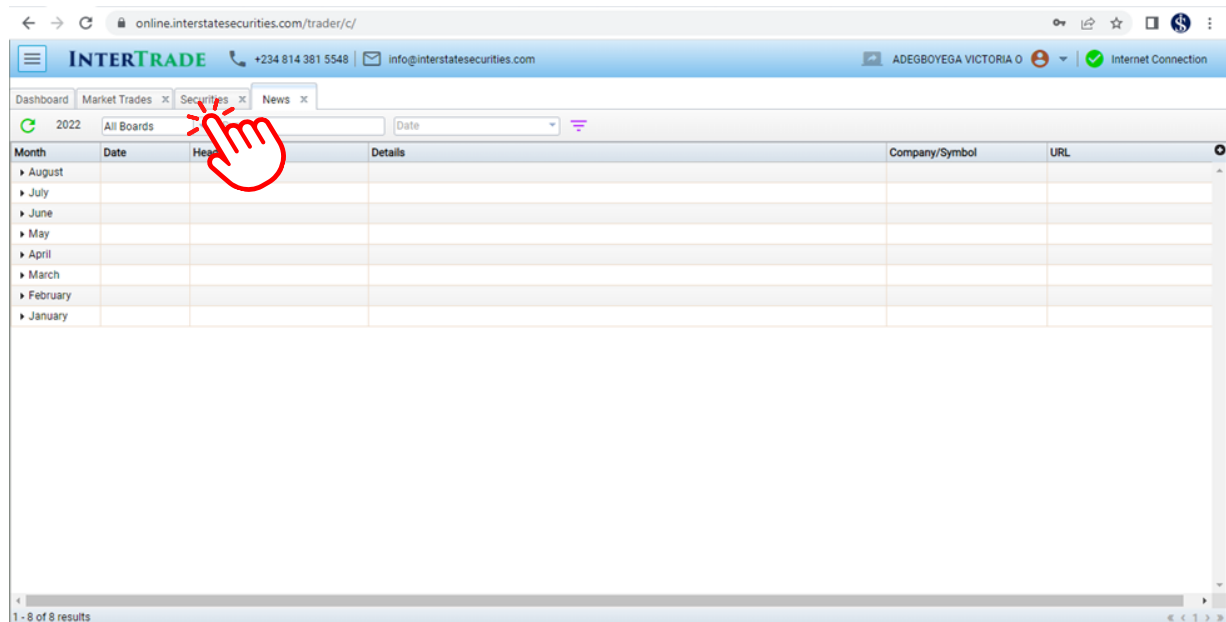 online.interstatesecurities.com/trader/c/
INTERTRADE +234 814 381 5548 info@interstatesecurities.com ADEGBOYEGA VICTORIA O Internet Connection
Dashboard Market Trades x Securities x News x
2022 All Boards Date
Month Date Details Company/Symbol URL
August
July
June
May
April
March
February
January
1 - 8 of 8 results « < 1 > »